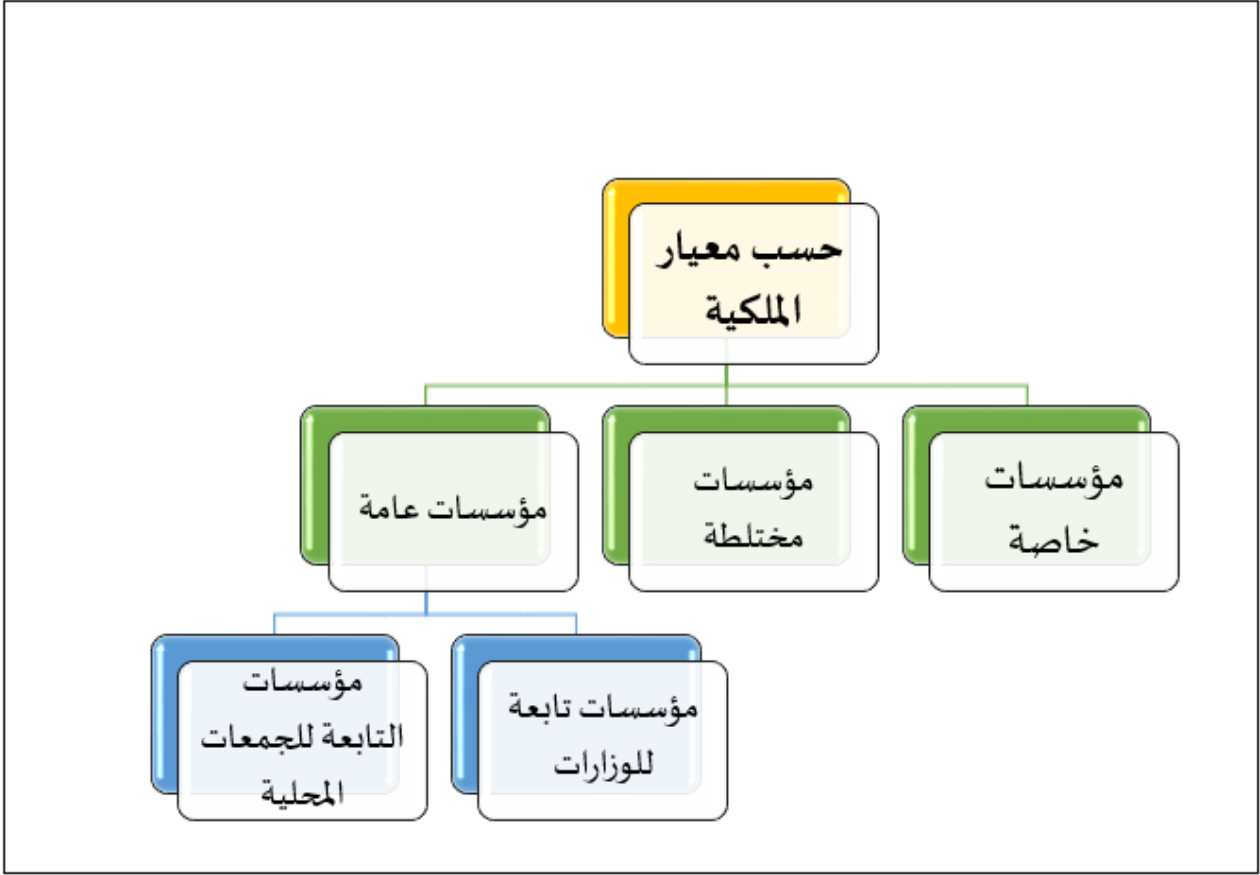 حسب معيار
الملكية
مؤسسات
خاصة
مؤسسات
مختلطة
مؤسسات عامة
مؤسسات تابعة
للوزارات
مؤسسات
التابعة للجمعات
المحلية